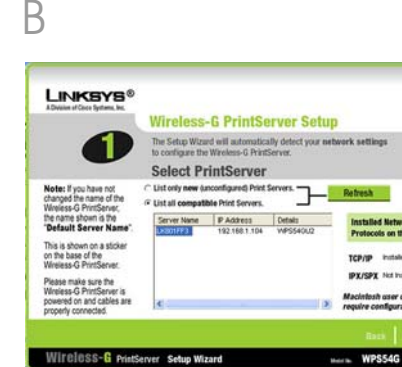 B
LINKSYS®
A Division of Cisco Systems, Inc.
Wireless-G PrintServer Setup
1
The Setup Wizard will automatically detect your network settings
to configure the Wireless-G PrintServer.
Select PrintServer
Note: If you have not
changed the name of the
Wireless-G PrintServer,
the name shown is the
"Default Server Name".
This is shown on a sticker
on the base of the
Wireless-G PrintServer.
Please make sure the
Wireless-G PrintServer is
powered on and cables are
properly connected.
List only new (unconfigured) Print Servers.
List all compatible Print Servers.
Refresh
Server Name IP Address Details
192.168.1.104 WPS54GU2
Installed Netw
Protocols on th
TCP/IP Installe
IPX/SPX Not Ins
Macintosh user
require configur
Back
Wireless-G PrintServer Setup Wizard
Model No. WPS54G